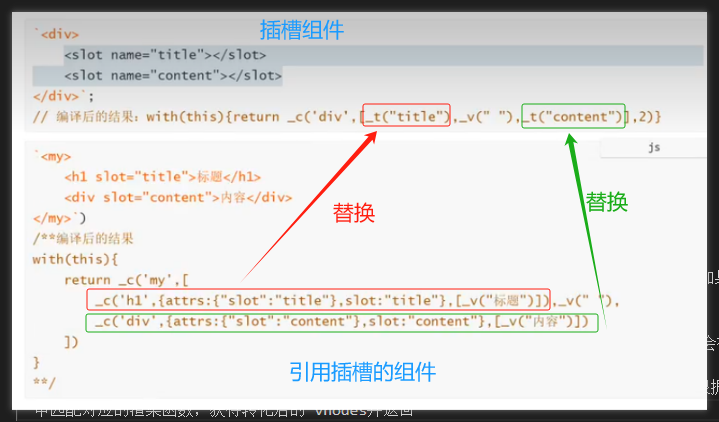 插槽组件
`<div>
<slot name="title"></slot>
<slot name="content"></slot>
</div>`;
// 编译后的结果：with(this){return _c('div',[_t("title"),_v(" "),_t("content")],2)}
js
`<my>
<h1 slot="title">标题</h1>
<div slot="content">内容</div>
</my>`)
替换
替换
/**编译后的结果
with(this){
return _c('my',[
_c('h1',{attrs:{"slot":"title"},slot:"title"},[_v("标题")]),_v(" "),
_c('div',{attrs:{"slot":"content"},slot:"content"},[_v("内容")])
])
}
**/
引用插槽的组件